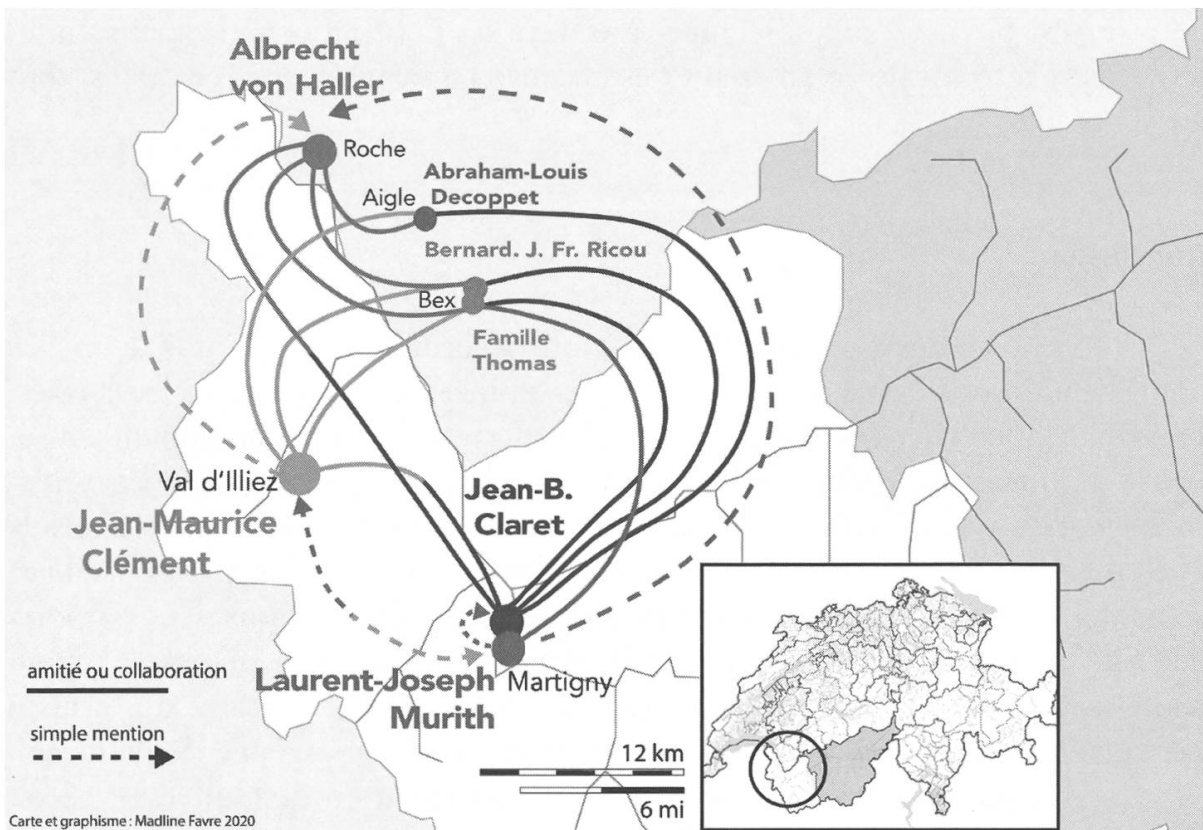 Albrecht
von Haller
Roche
Abraham-Louis
Decoppet
Aigle
Bernard. J. Fr. Ricou
Bex
Famille
Thomas
Val d'Illiez
Jean-Maurice
Clément
Jean-B.
Claret
Laurent-Joseph
Murith
Martigny
amitié ou collaboration
simple mention
12 km
6 mi
Carte et graphisme : Madline Favre 2020